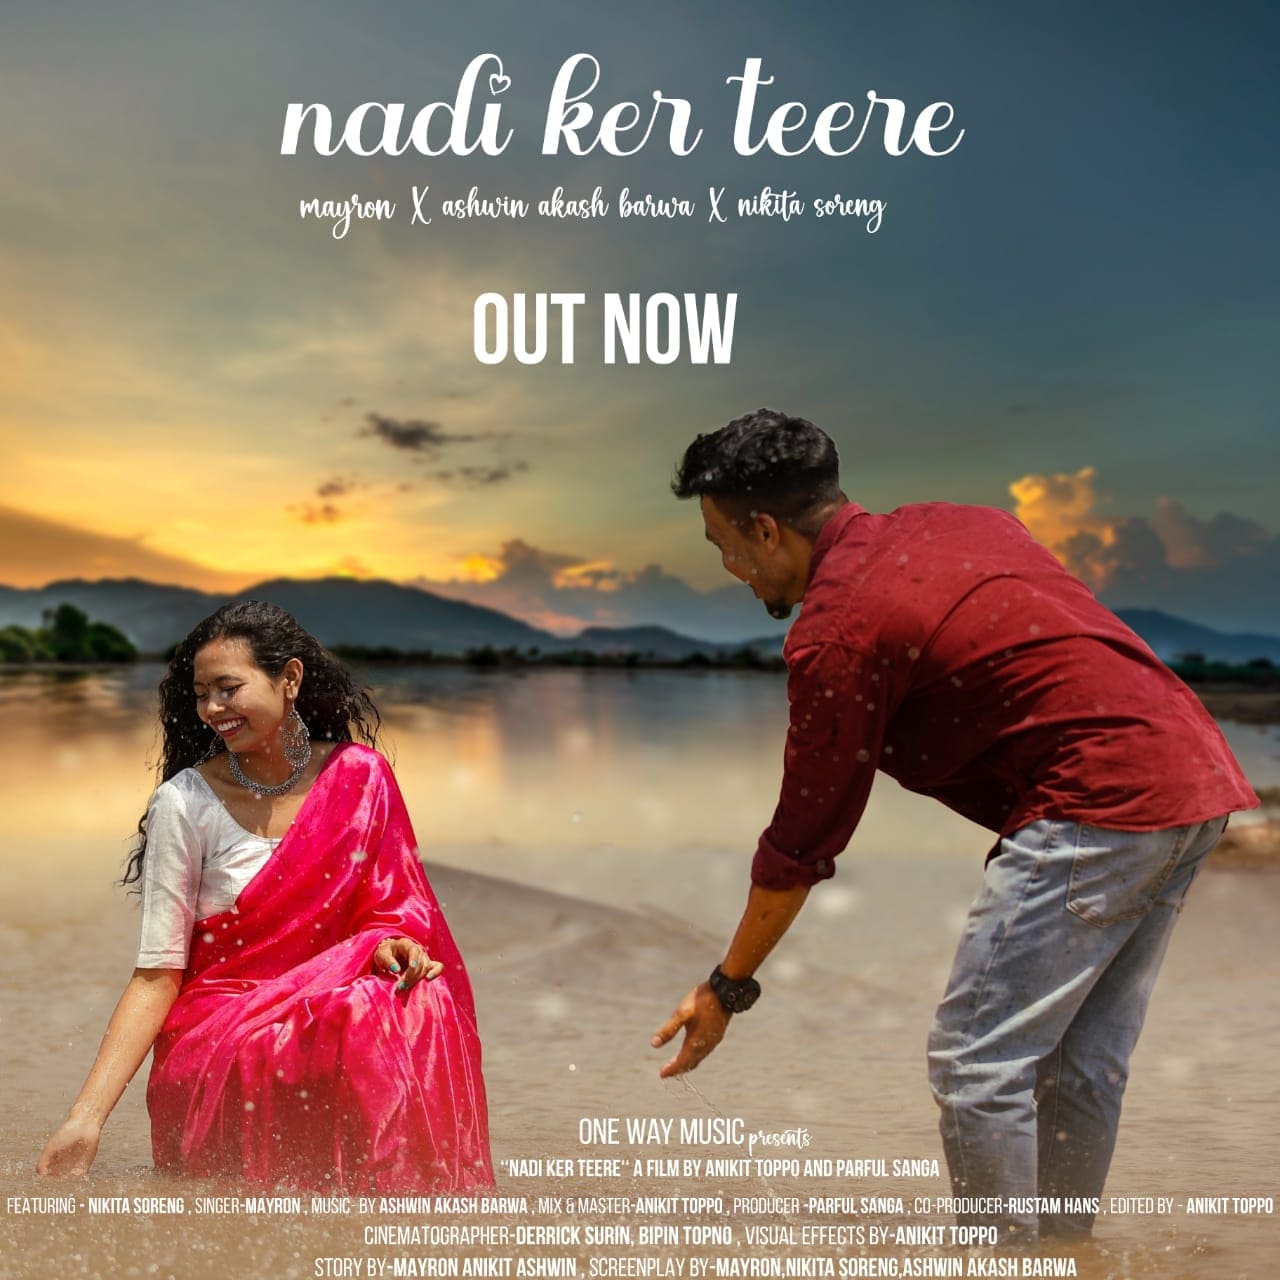 nadi ker teere
mayron X ashwin akash barwa X nikita soreng
OUT NOW
ONE WAY MUSIC presents
"NADI KER TEERE" A FILM BY ANIKIT TOPPO AND PARFUL SANGA
FEATURING - NIKITA SORENG , SINGER-MAYRON , MUSIC- BY ASHWIN AKASH BARWA , MIX & MASTER-ANIKIT TOPPO , PRODUCER -PARFUL SANGA , CO-PRODUCER-RUSTAM HANS , EDITED BY - ANIKIT TOPPO
CINEMATOGRAPHER-DERRICK SURIN, BIPIN TOPNO , VISUAL EFFECTS BY-ANIKIT TOPPO
STORY BY-MAYRON ANIKIT ASHWIN , SCREENPLAY BY-MAYRON,NIKITA SORENG,ASHWIN AKASH BARWA